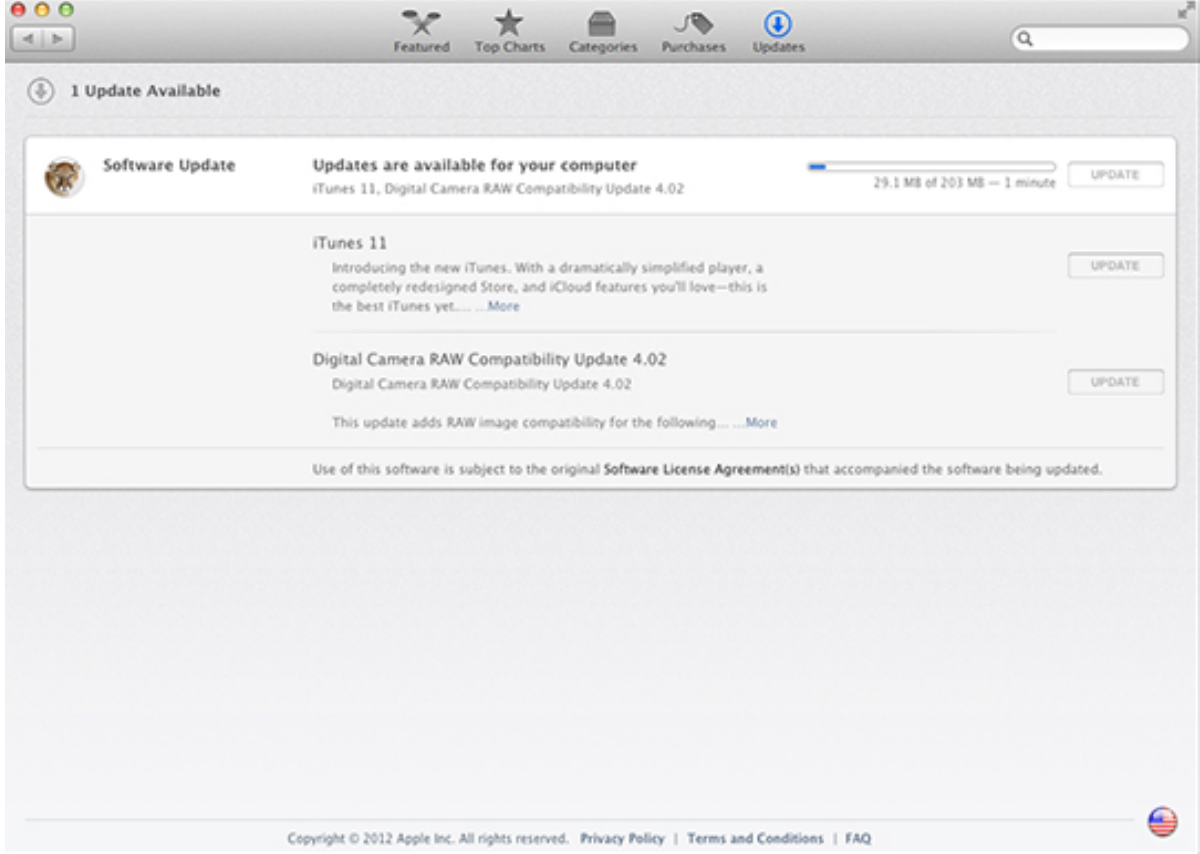 Featured Top Charts Categories Purchases Updates
1 Update Available
Software Update
Updates are available for your computer
iTunes 11, Digital Camera RAW Compatibility Update 4.02
29.1 MB of 203 MB — 1 minute
UPDATE
iTunes 11
Introducing the new iTunes. With a dramatically simplified player, a
completely redesigned Store, and iCloud features you'll love—this is
the best iTunes yet.... ...More
UPDATE
Digital Camera RAW Compatibility Update 4.02
Digital Camera RAW Compatibility Update 4.02
UPDATE
This update adds RAW image compatibility for the following... ...More
Use of this software is subject to the original Software License Agreement(s) that accompanied the software being updated.
Copyright © 2012 Apple Inc. All rights reserved. Privacy Policy | Terms and Conditions | FAQ